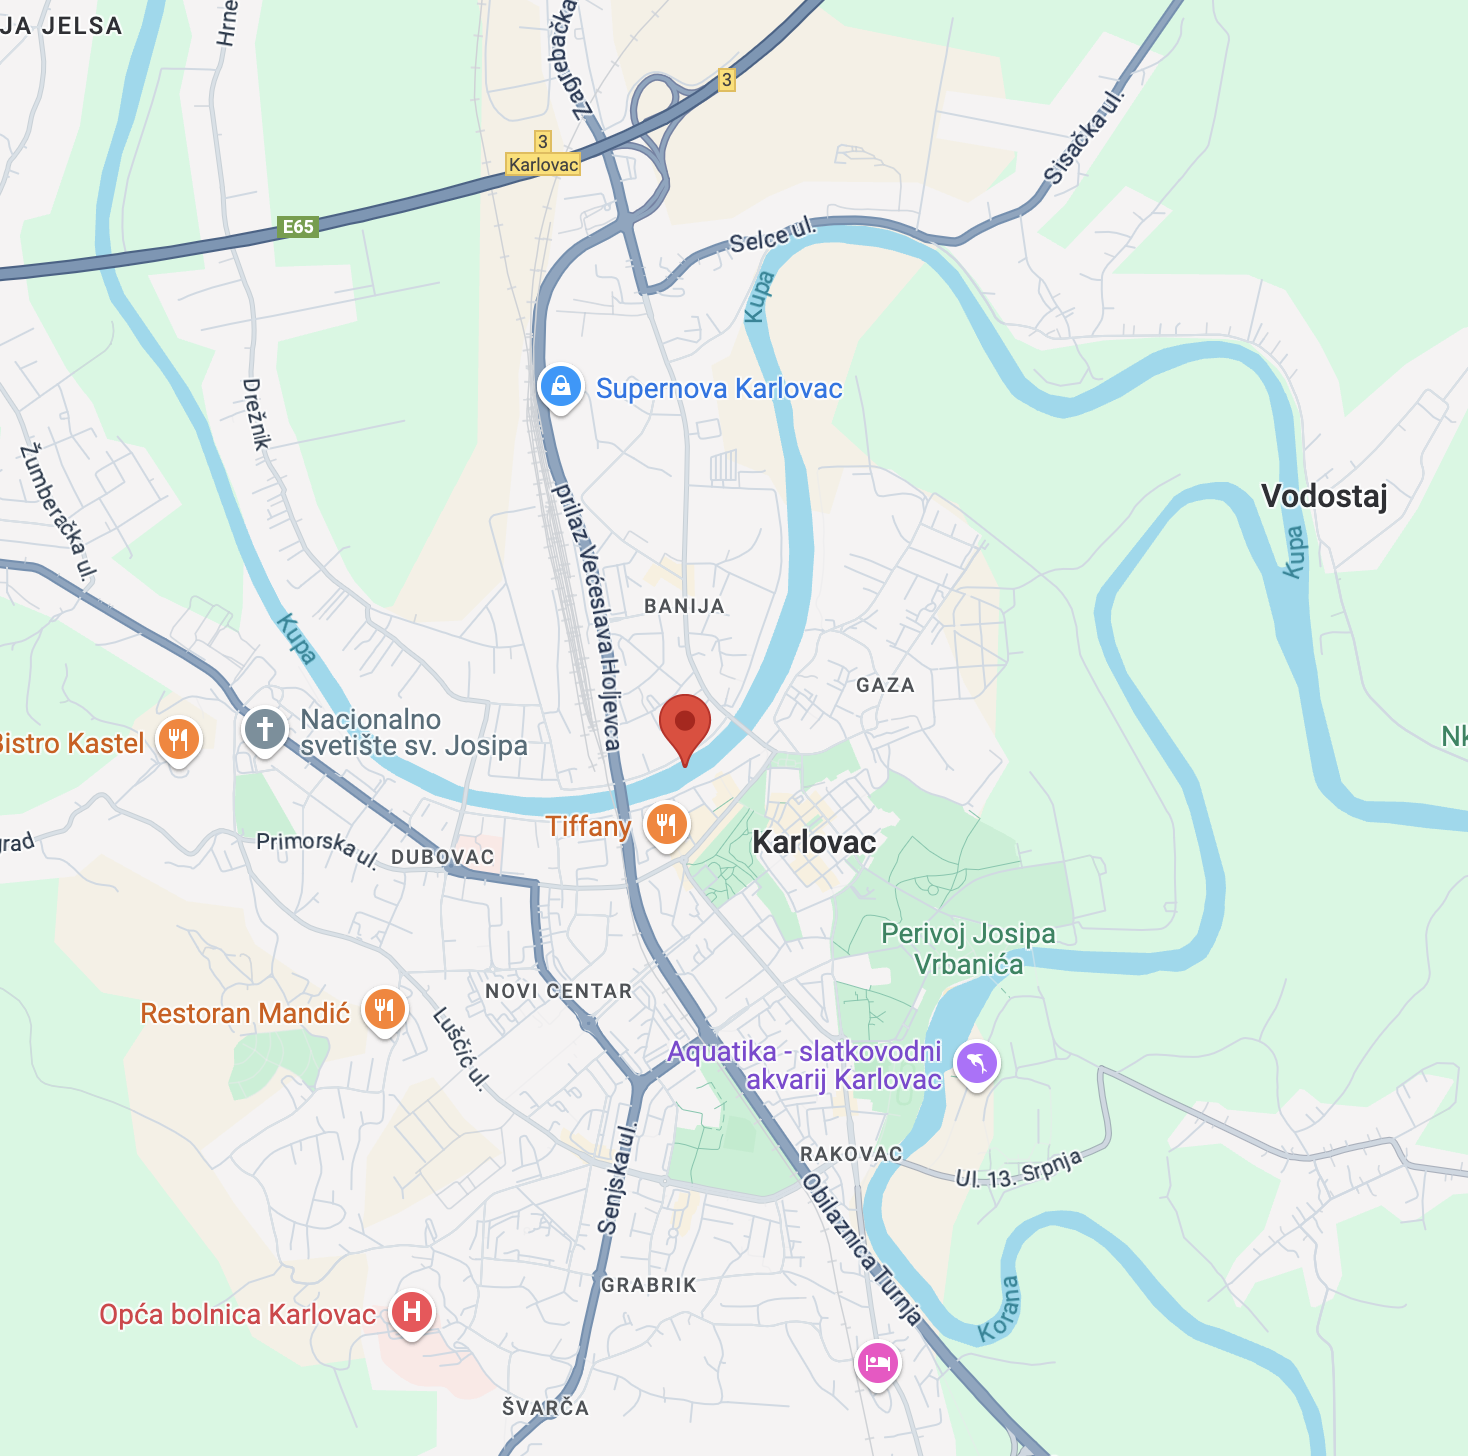 JA JELSA
Hrne
Zagrebačka
3
3
Karlovac
E65
Sisačka ul.
Selce ul.
Kupa
Supernova Karlovac
Drežnik
Žumberačka ul.
prilaz Većeslava Holjevca
Vodostaj
Kupa
BANIJA
Kupa
GAZA
Nacionalno
svetište sv. Josipa
Bistro Kastel
Nk
Tiffany
Karlovac
grad
Primorska ul.
DUBOVAC
Perivoj Josipa
Vrbanića
NOVI CENTAR
Restoran Mandić
Luščić ul.
Aquatika - slatkovodni
akvarij Karlovac
RAKOVAC
Ul. 13. Srpnja
Senjska ul.
Obilaznica Turnja
GRABRIK
Korana
Opća bolnica Karlovac
H
ŠVARČA